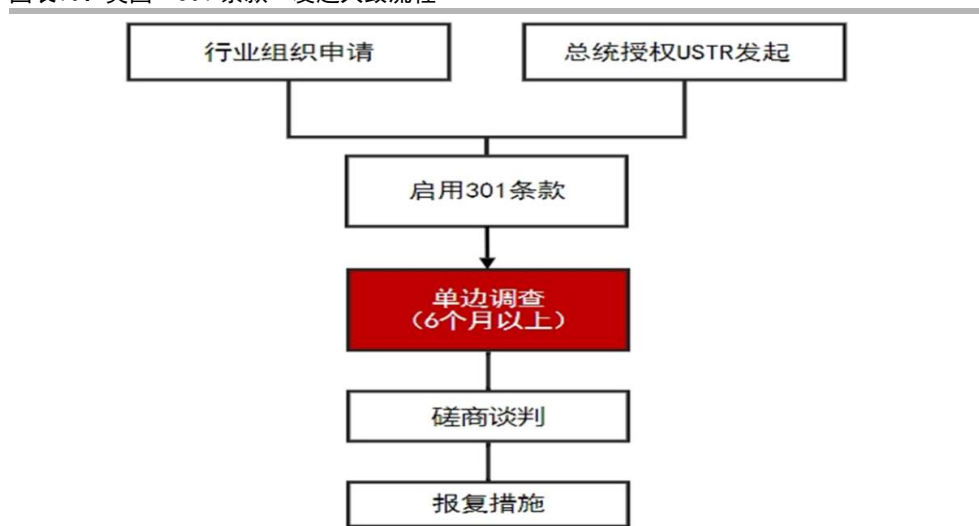 行业组织申请
总统授权USTR发起
启用301条款
单边调查
(6个月以上)
磋商谈判
报复措施